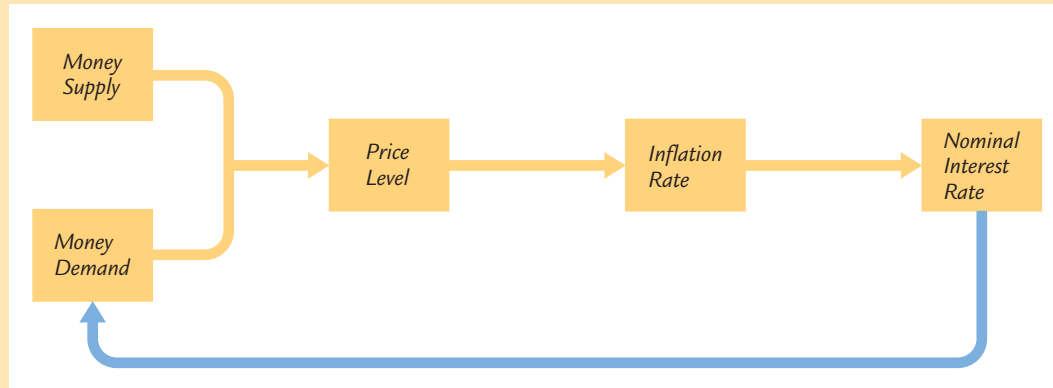 Money
Supply
Price
Level
Inflation
Rate
Nominal
Interest
Rate
Money
Demand